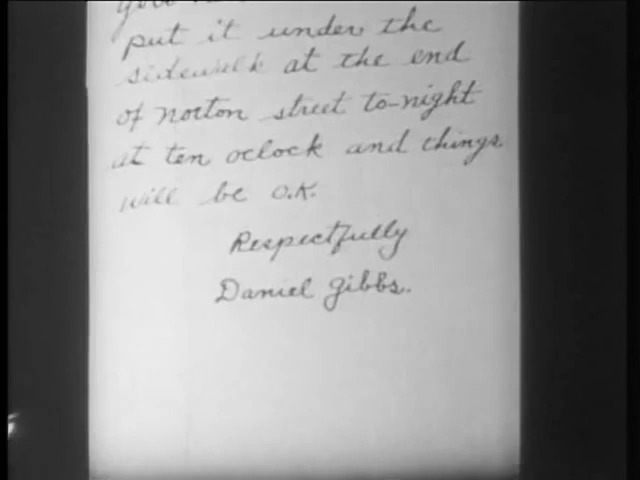 put it under the
sidewalk at the end
of norton street to-night
at ten oclock and things
will be O.K.
Respectfully
Daniel Gibbs.